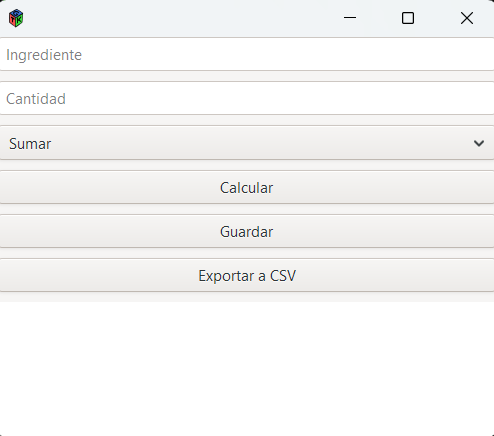 Ingrediente
Cantidad
Sumar
Calcular
Guardar
Exportar a CSV